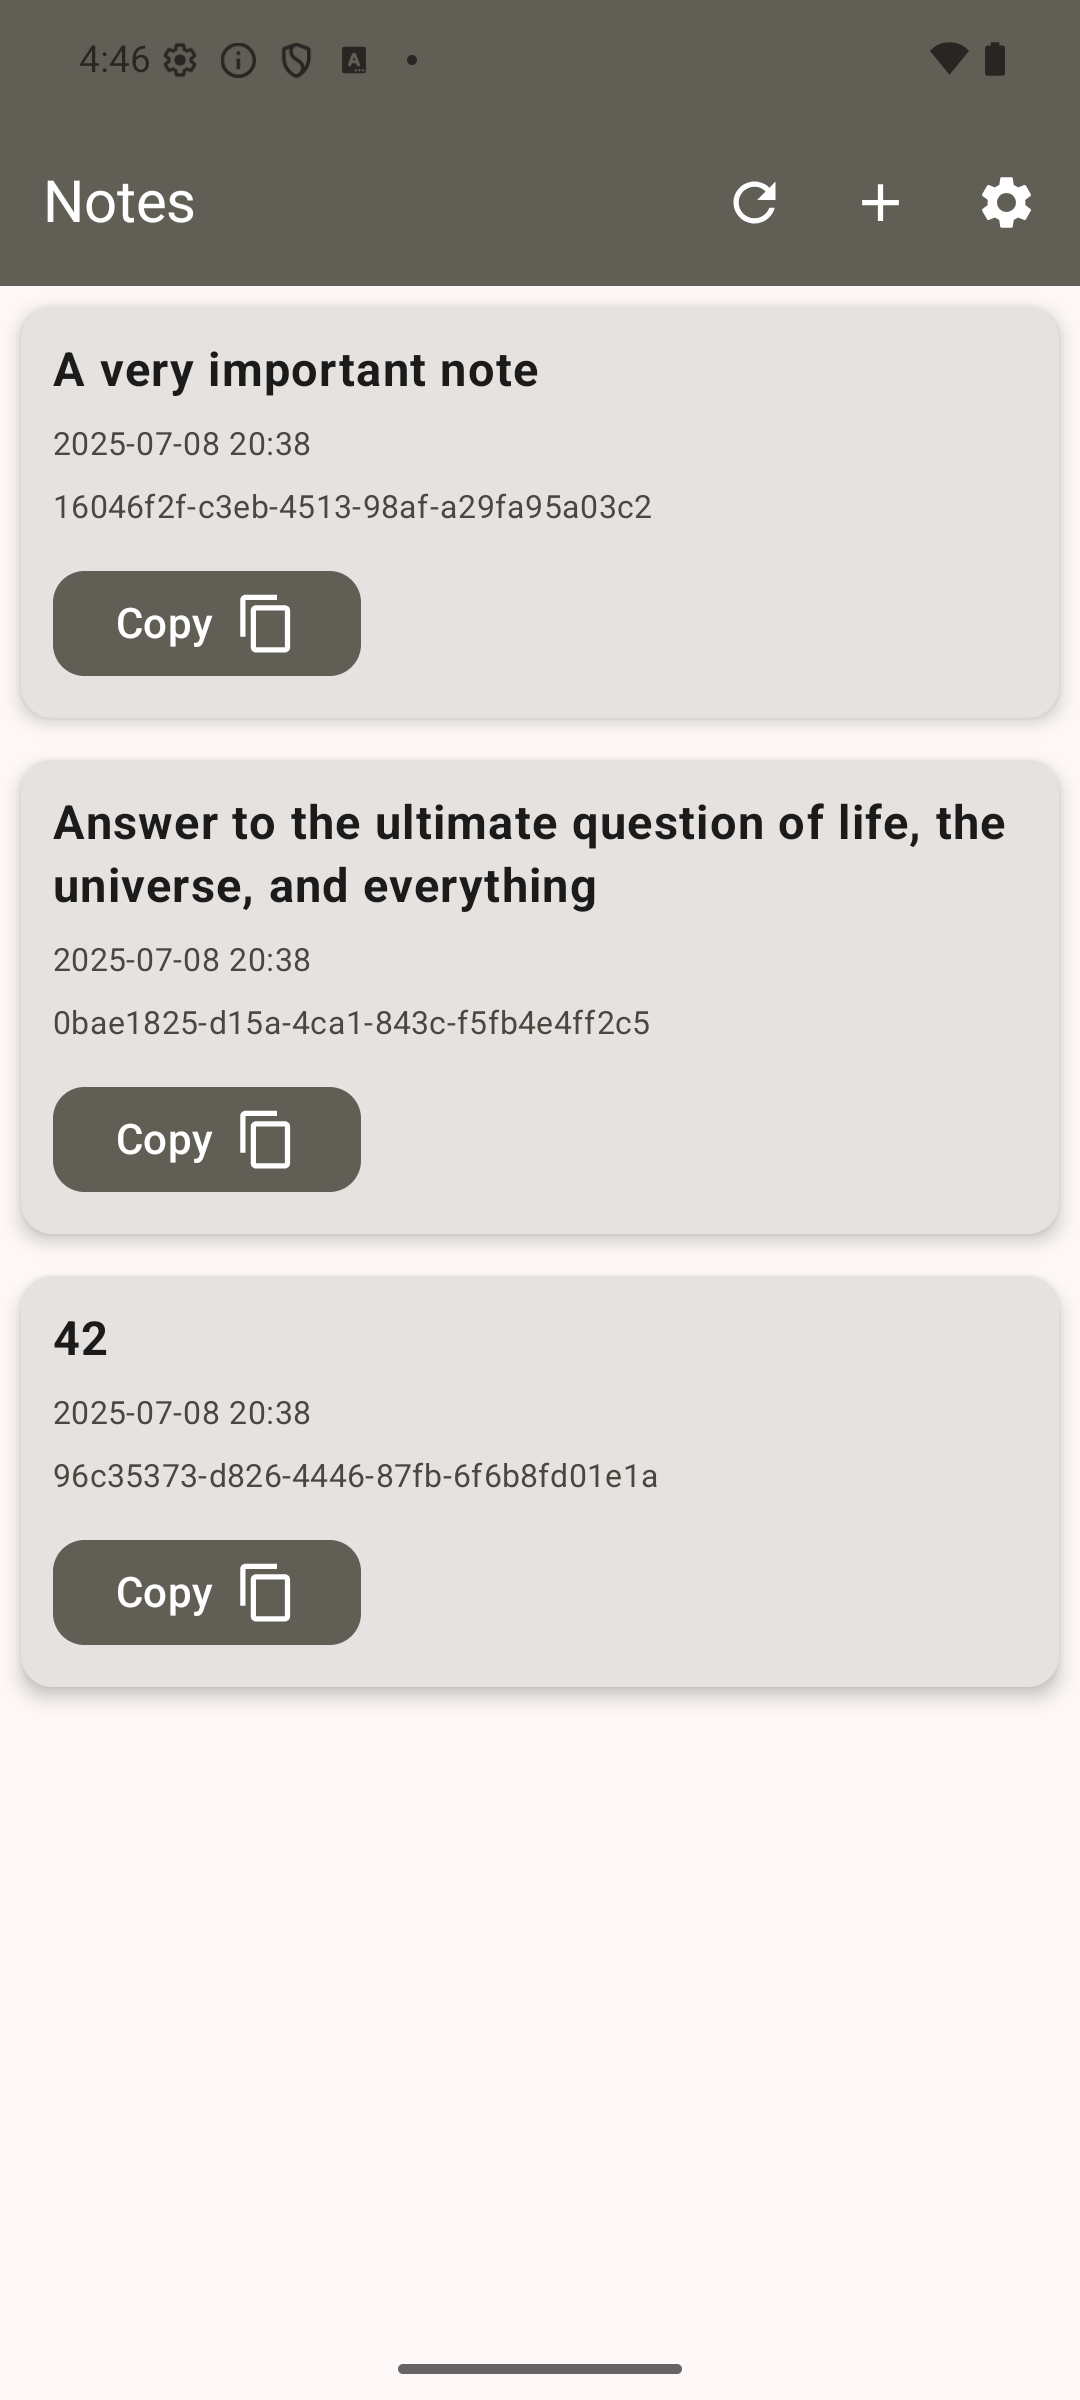 4:46
Notes
A very important note
2025-07-08 20:38
16046f2f-c3eb-4513-98af-a29fa95a03c2
Copy
Answer to the ultimate question of life, the
universe, and everything
2025-07-08 20:38
0bae1825-d15a-4ca1-843c-f5fb4e4ff2c5
Copy
42
2025-07-08 20:38
96c35373-d826-4446-87fb-6f6b8fd01e1a
Copy